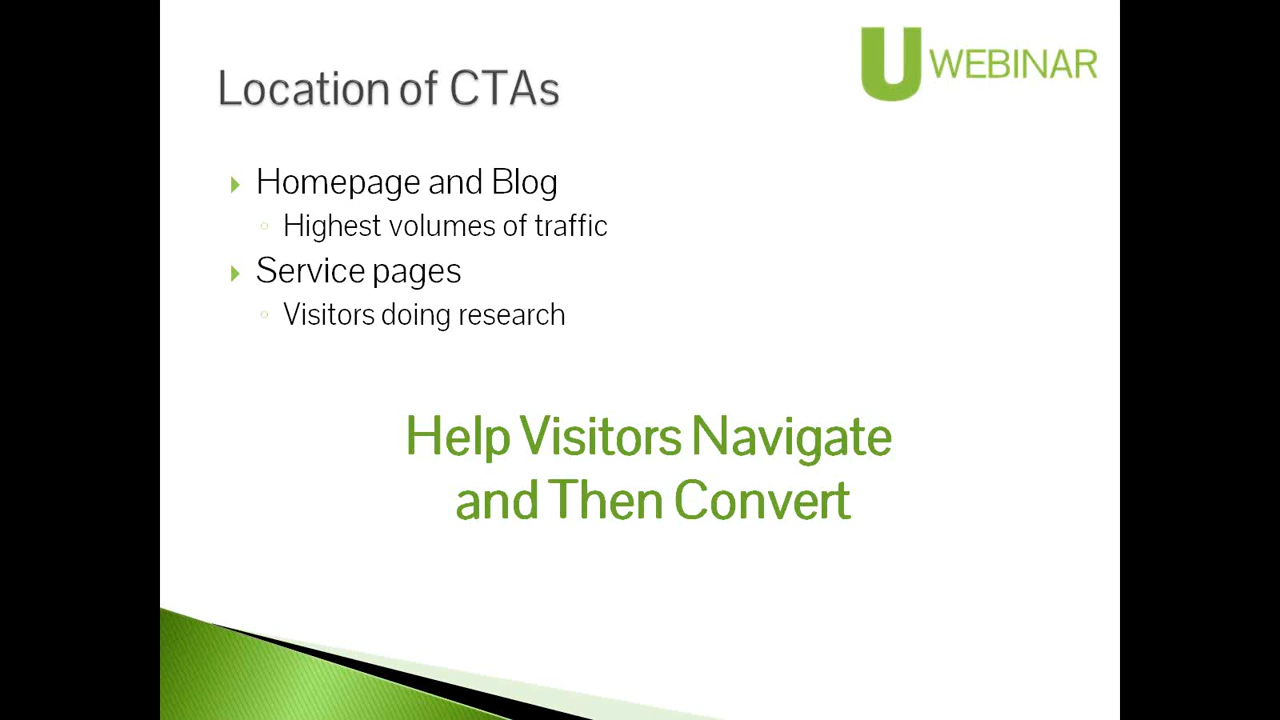 Location of CTAs
U WEBINAR
Homepage and Blog
Highest volumes of traffic
Service pages
Visitors doing research
Help Visitors Navigate
and Then Convert